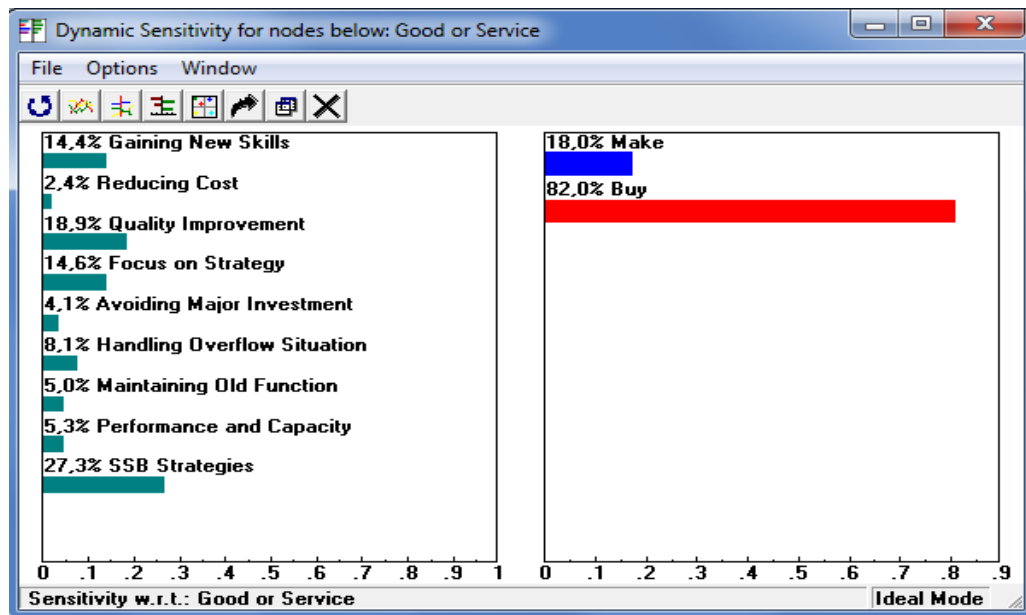 Dynamic Sensitivity for nodes below: Good or Service
File Options Window
14,4% Gaining New Skills
2,4% Reducing Cost
18,9% Quality Improvement
14,6% Focus on Strategy
4,1% Avoiding Major Investment
8,1% Handling Overflow Situation
5,0% Maintaining Old Function
5,3% Performance and Capacity
27,3% SSB Strategies
0 .1 .2 .3 .4 .5 .6 .7 .8 .9 1
18,0% Make
82,0% Buy
0 .1 .2 .3 .4 .5 .6 .7 .8 .9
Sensitivity w.r.t.: Good or Service
Ideal Mode